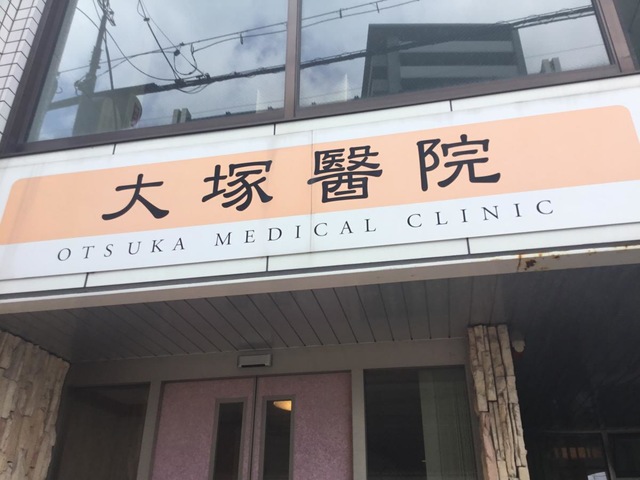 大塚醫院
OTSUKA MEDICAL CLINIC